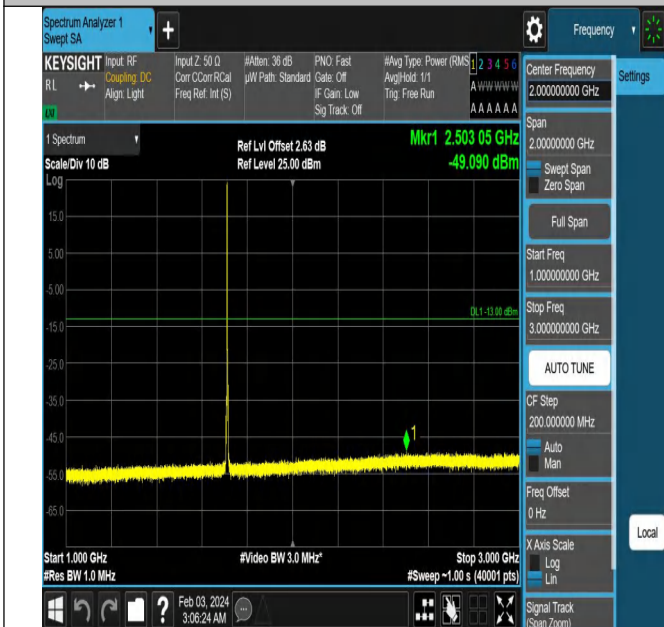 Spectrum Analyzer 1
Swept SA
+
Frequency
KEYSIGHT
RL
LXI
Input: RF
Coupling: DC
Align: Light
Input Z: 50 Ω
Corr CCorr RCal
Freq Ref: Int (S)
#Atten: 36 dB
µW Path: Standard
PNO: Fast
Gate: Off
IF Gain: Low
Sig Track: Off
#Avg Type: Power (RMS
Avg|Hold: 1/1
Trig: Free Run
1 2 3 4 5 6
A W W W W W
A A A A A A
1 Spectrum
Scale/Div 10 dB
Log
Ref Lvl Offset 2.63 dB
Ref Level 25.00 dBm
Mkr1 2.503 05 GHz
-49.090 dBm
15.0
5.00
-5.00
-15.0
-25.0
-35.0
-45.0
-55.0
-65.0
DL1 -13.00 dBm
1
Start 1.000 GHz
#Res BW 1.0 MHz
#Video BW 3.0 MHz*
Stop 3.000 GHz
#Sweep ~1.00 s (40001 pts)
Center Frequency
2.00000000 GHz
Settings
Span
2.00000000 GHz
Swept Span
Zero Span
Full Span
Start Freq
1.000000000 GHz
Stop Freq
3.000000000 GHz
AUTO TUNE
CF Step
200.000000 MHz
Auto
Man
Freq Offset
0 Hz
X Axis Scale
Log
Lin
Local
Signal Track
(Span Zoom)
?
Feb 03, 2024
3:06:24 AM